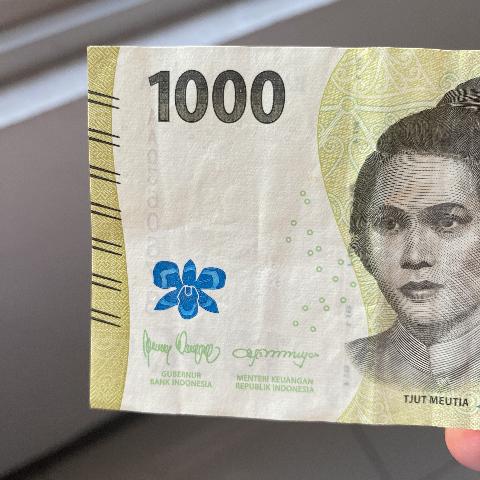 1000
GUBERNUR
BANK INDONESIA
MENTERI KEUANGAN
REPUBLIK INDONESIA
TJUT MEUTIA